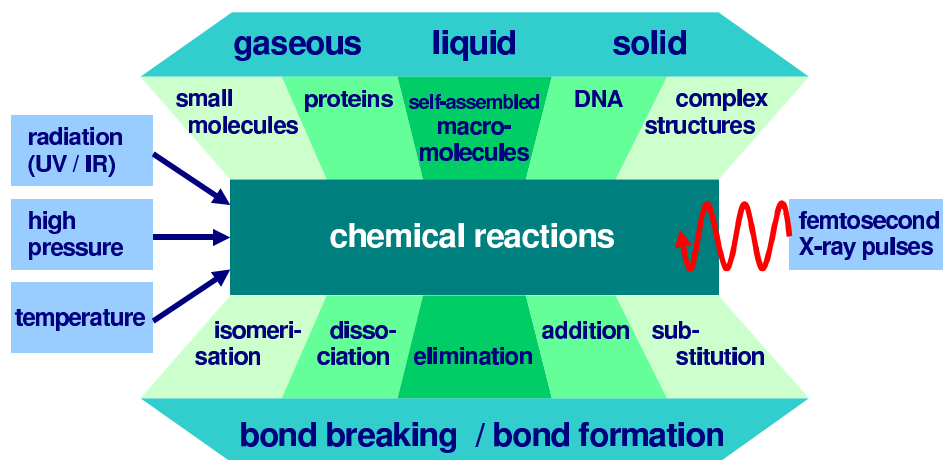 gaseous liquid solid
small
molecules
proteins
self-assembled
macro-
molecules
DNA
complex
structures
radiation
(UV / IR)
high
pressure
temperature
chemical reactions
femtosecond
X-ray pulses
isomeri-
sation
disso-
ciation
elimination
addition
sub-
stitution
bond breaking / bond formation